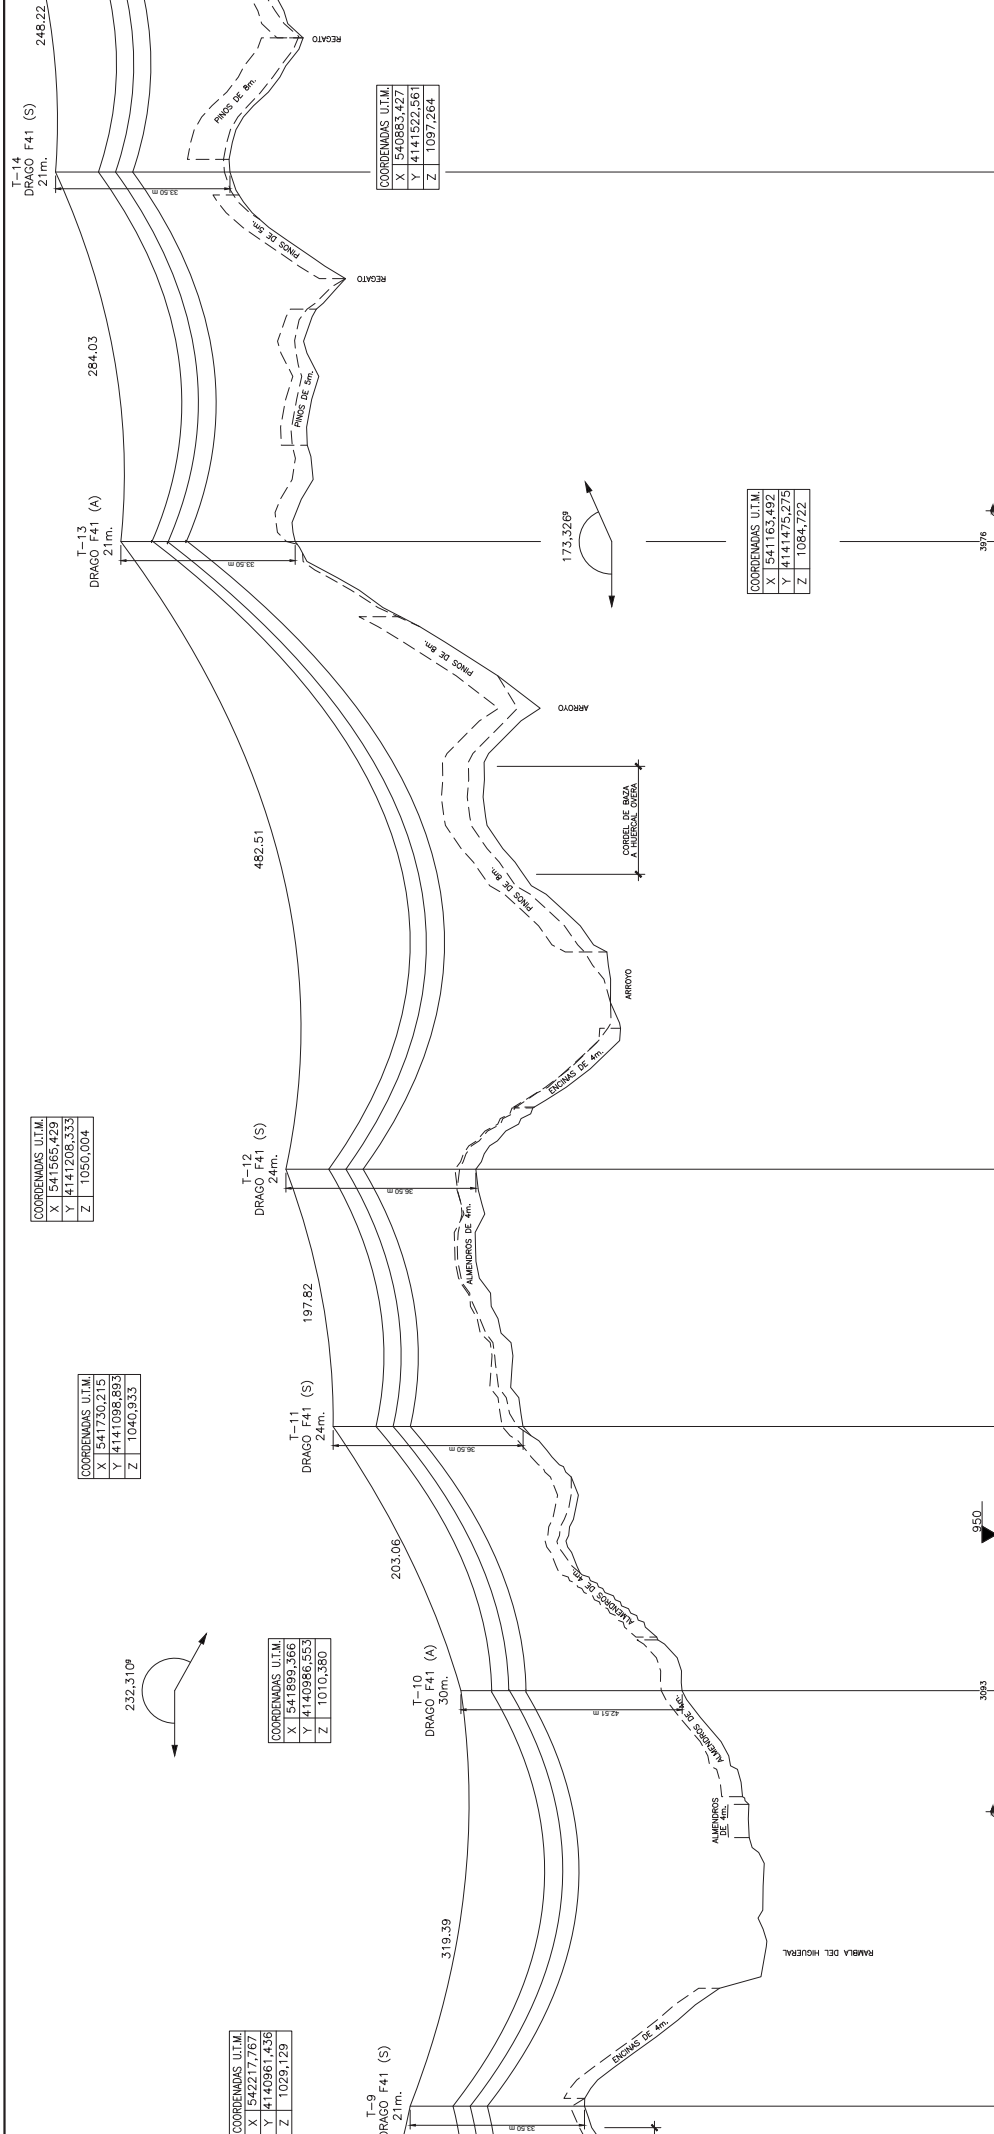 248.22
T-14
DRAGO F41 (S)
21m.
33.50 m
REGATO
PINOS DE 8m.
COORDENADAS U.T.M.
X 540883,427
Y 4141522,561
Z 1097,264
PINOS DE 5m.
REGATO
284.03
PINOS DE 5m.
T-13
DRAGO F41 (A)
21m.
33.50 m
173,326g
COORDENADAS U.T.M.
X 541163,492
Y 4141475,275
Z 1084,722
3976
PINOS DE 8m.
ARROYO
482.51
CORDEL DE BAZA
A HUERCAL OVERA
PINOS DE 8m.
ARROYO
ENCINAS DE 4m.
COORDENADAS U.T.M.
X 541565,429
Y 4141208,333
Z 1050,004
T-12
DRAGO F41 (S)
24m.
36.50 m
ALMENDROS DE 4m.
197.82
COORDENADAS U.T.M.
X 541730,215
Y 4141098,893
Z 1040,933
T-11
DRAGO F41 (S)
24m.
36.50 m
950
203.06
ALMENDROS DE 4m.
232,310g
COORDENADAS U.T.M.
X 541899,366
Y 4140986,553
Z 1010,380
T-10
DRAGO F41 (A)
30m.
42.51 m
3093
ALMENDROS DE 4m.
ALMENDROS
DE 4m.
319.39
RAMBLA DEL HIGUERAL
ENCINAS DE 4m.
COORDENADAS U.T.M.
X 542217,767
Y 4140961,436
Z 1029,129
T-9
DRAGO F41 (S)
21m.
33.50 m